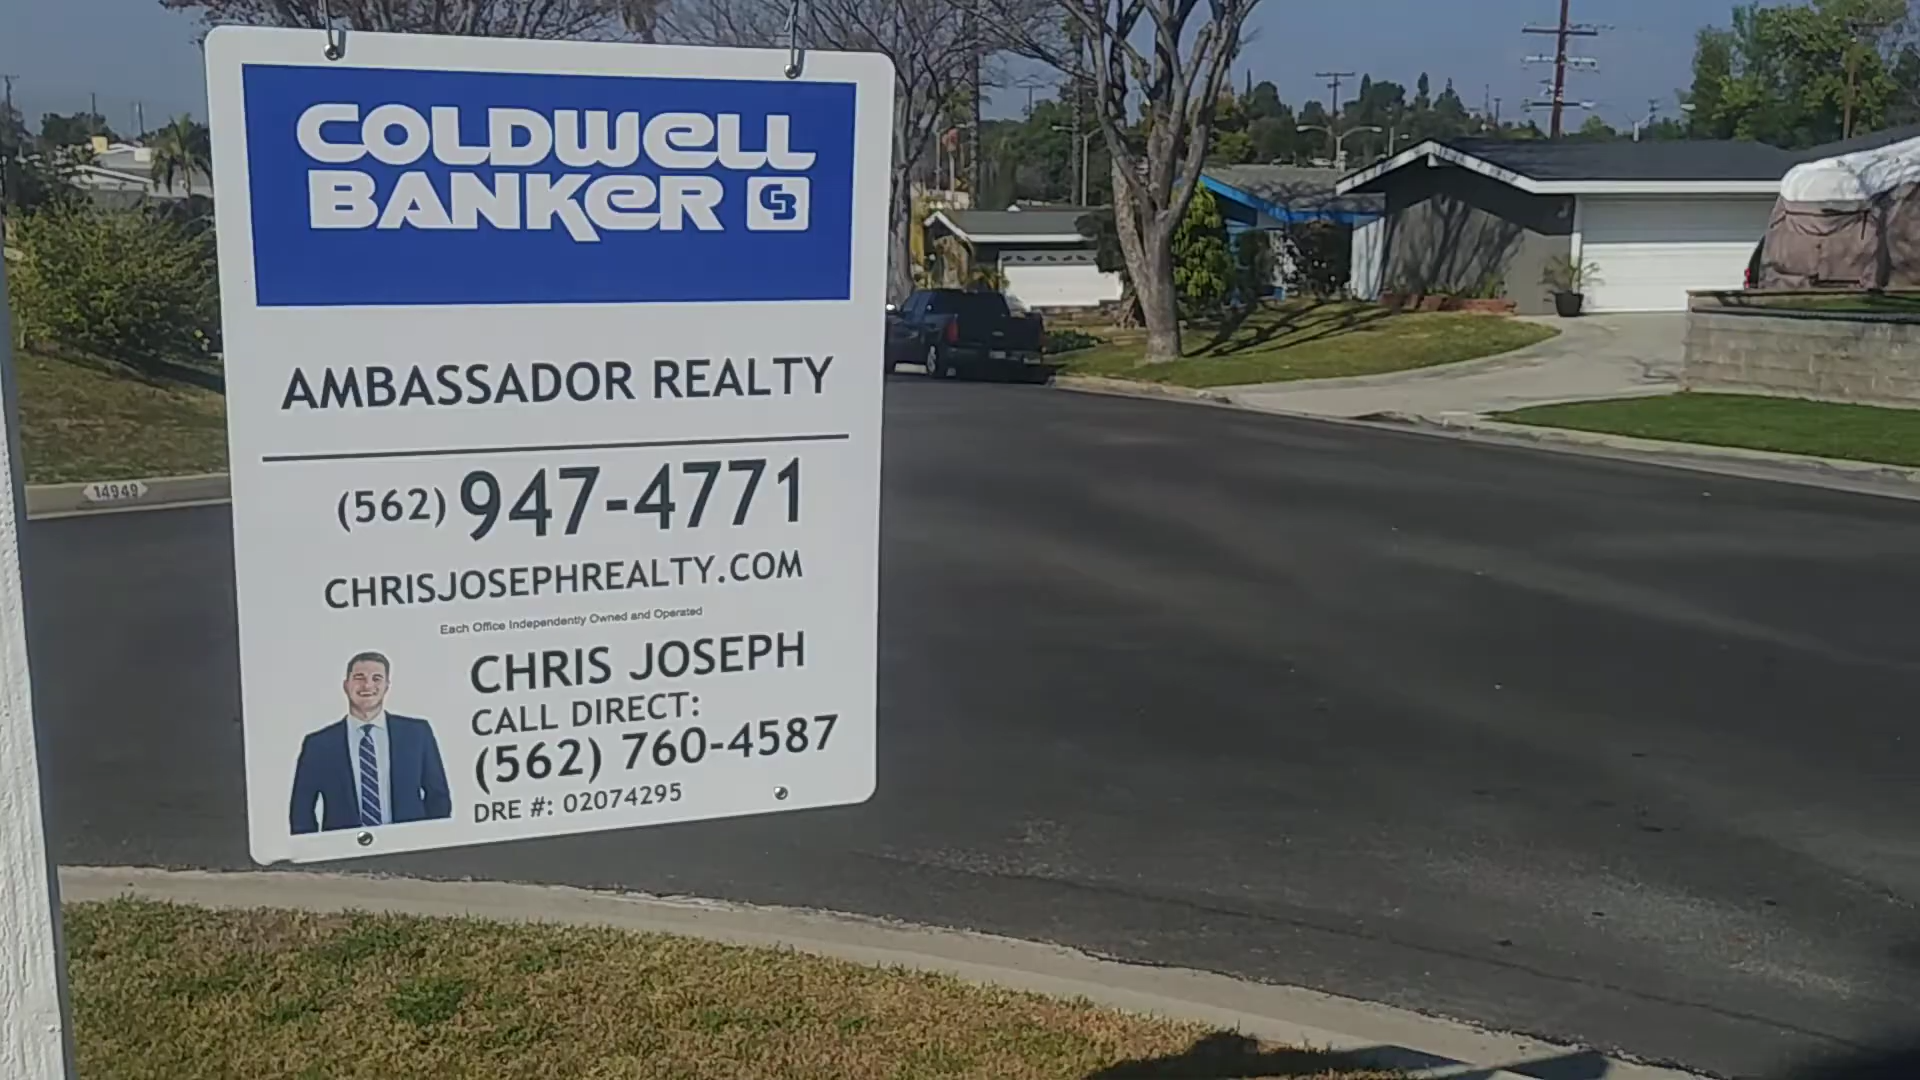 COLDWELL
BANKER CB
AMBASSADOR REALTY
(562) 947-4771
CHRISJOSEPHREALTY.COM
Each Office Independently Owned and Operated
CHRIS JOSEPH
CALL DIRECT:
(562) 760-4587
DRE #: 02074295
14949